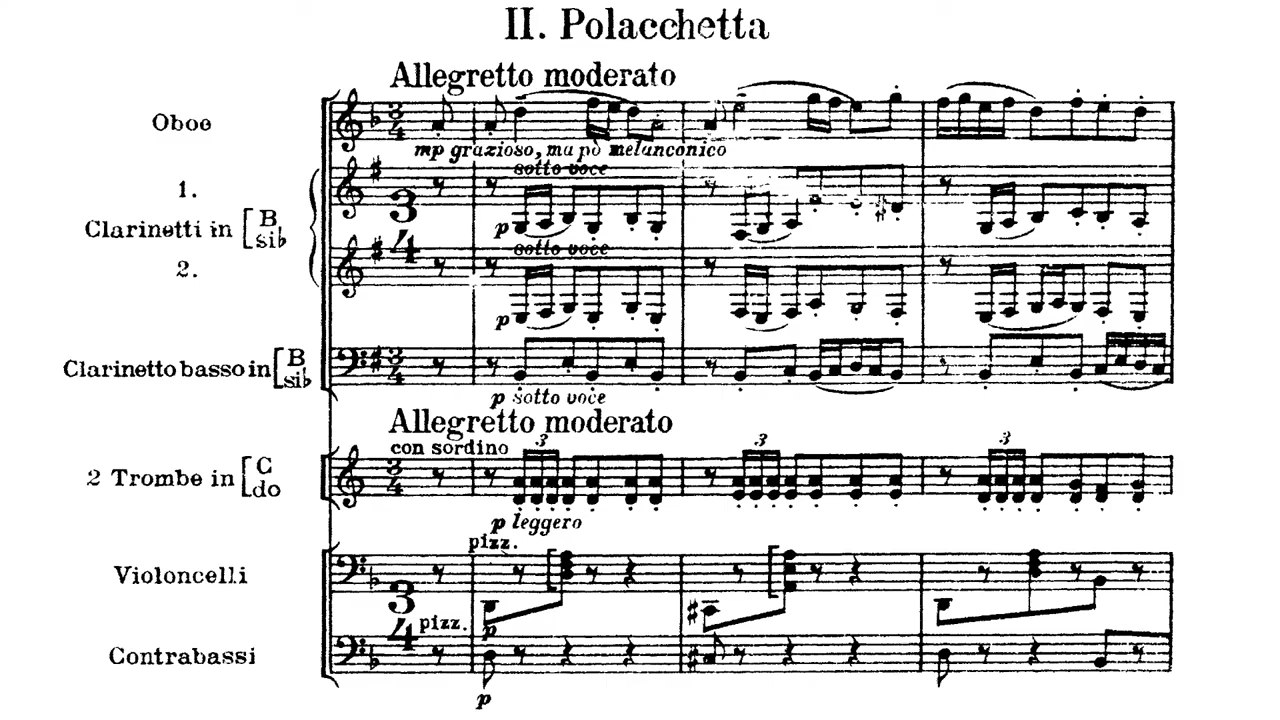 II. Polacchetta
Allegretto moderato
Oboe
mp grazioso, ma pò melanconico
sotto voce
1.
Clarinetti in [B
sib
p
2.
sotto voce
p
Clarinetto basso in [B
sib
p sotto voce
Allegretto moderato
con sordino
3
3
3
2 Trombe in [C
do
p leggero
pizz.
Violoncelli
p
pizz.
Contrabassi
p